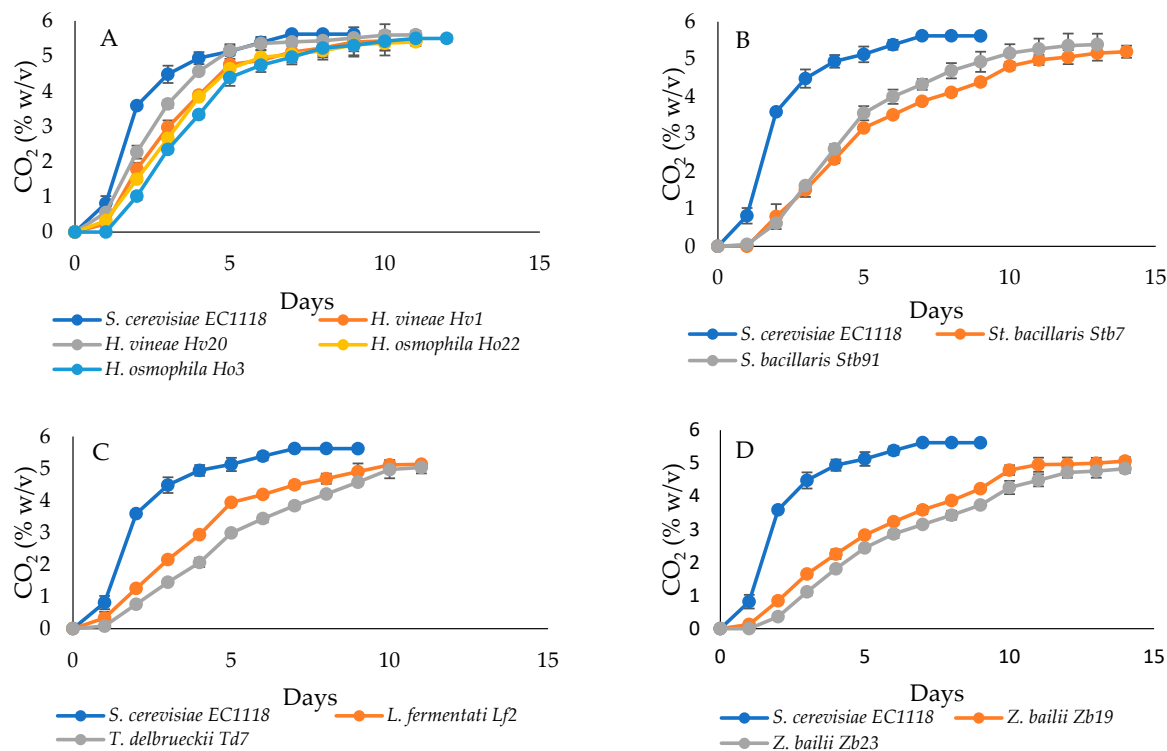 A
CO2 (% w/v)
6
5
4
3
2
1
0
0 5 10 15
Days
S. cerevisiae EC1118 H. vineae Hv1
H. vineae Hv20 H. osmophila Ho22
H. osmophila Ho3
B
CO2 (% w/v)
6
5
4
3
2
1
0
0 5 10 15
Days
S. cerevisiae EC1118 St. bacillaris Stb7
S. bacillaris Stb91
C
CO2 (% w/v)
6
5
4
3
2
1
0
0 5 10 15
Days
S. cerevisiae EC1118 L. fermentati Lf2
T. delbrueckii Td7
D
CO2 (% w/v)
6
5
4
3
2
1
0
0 5 10 15
Days
S. cerevisiae EC1118 Z. bailii Zb19
Z. bailii Zb23